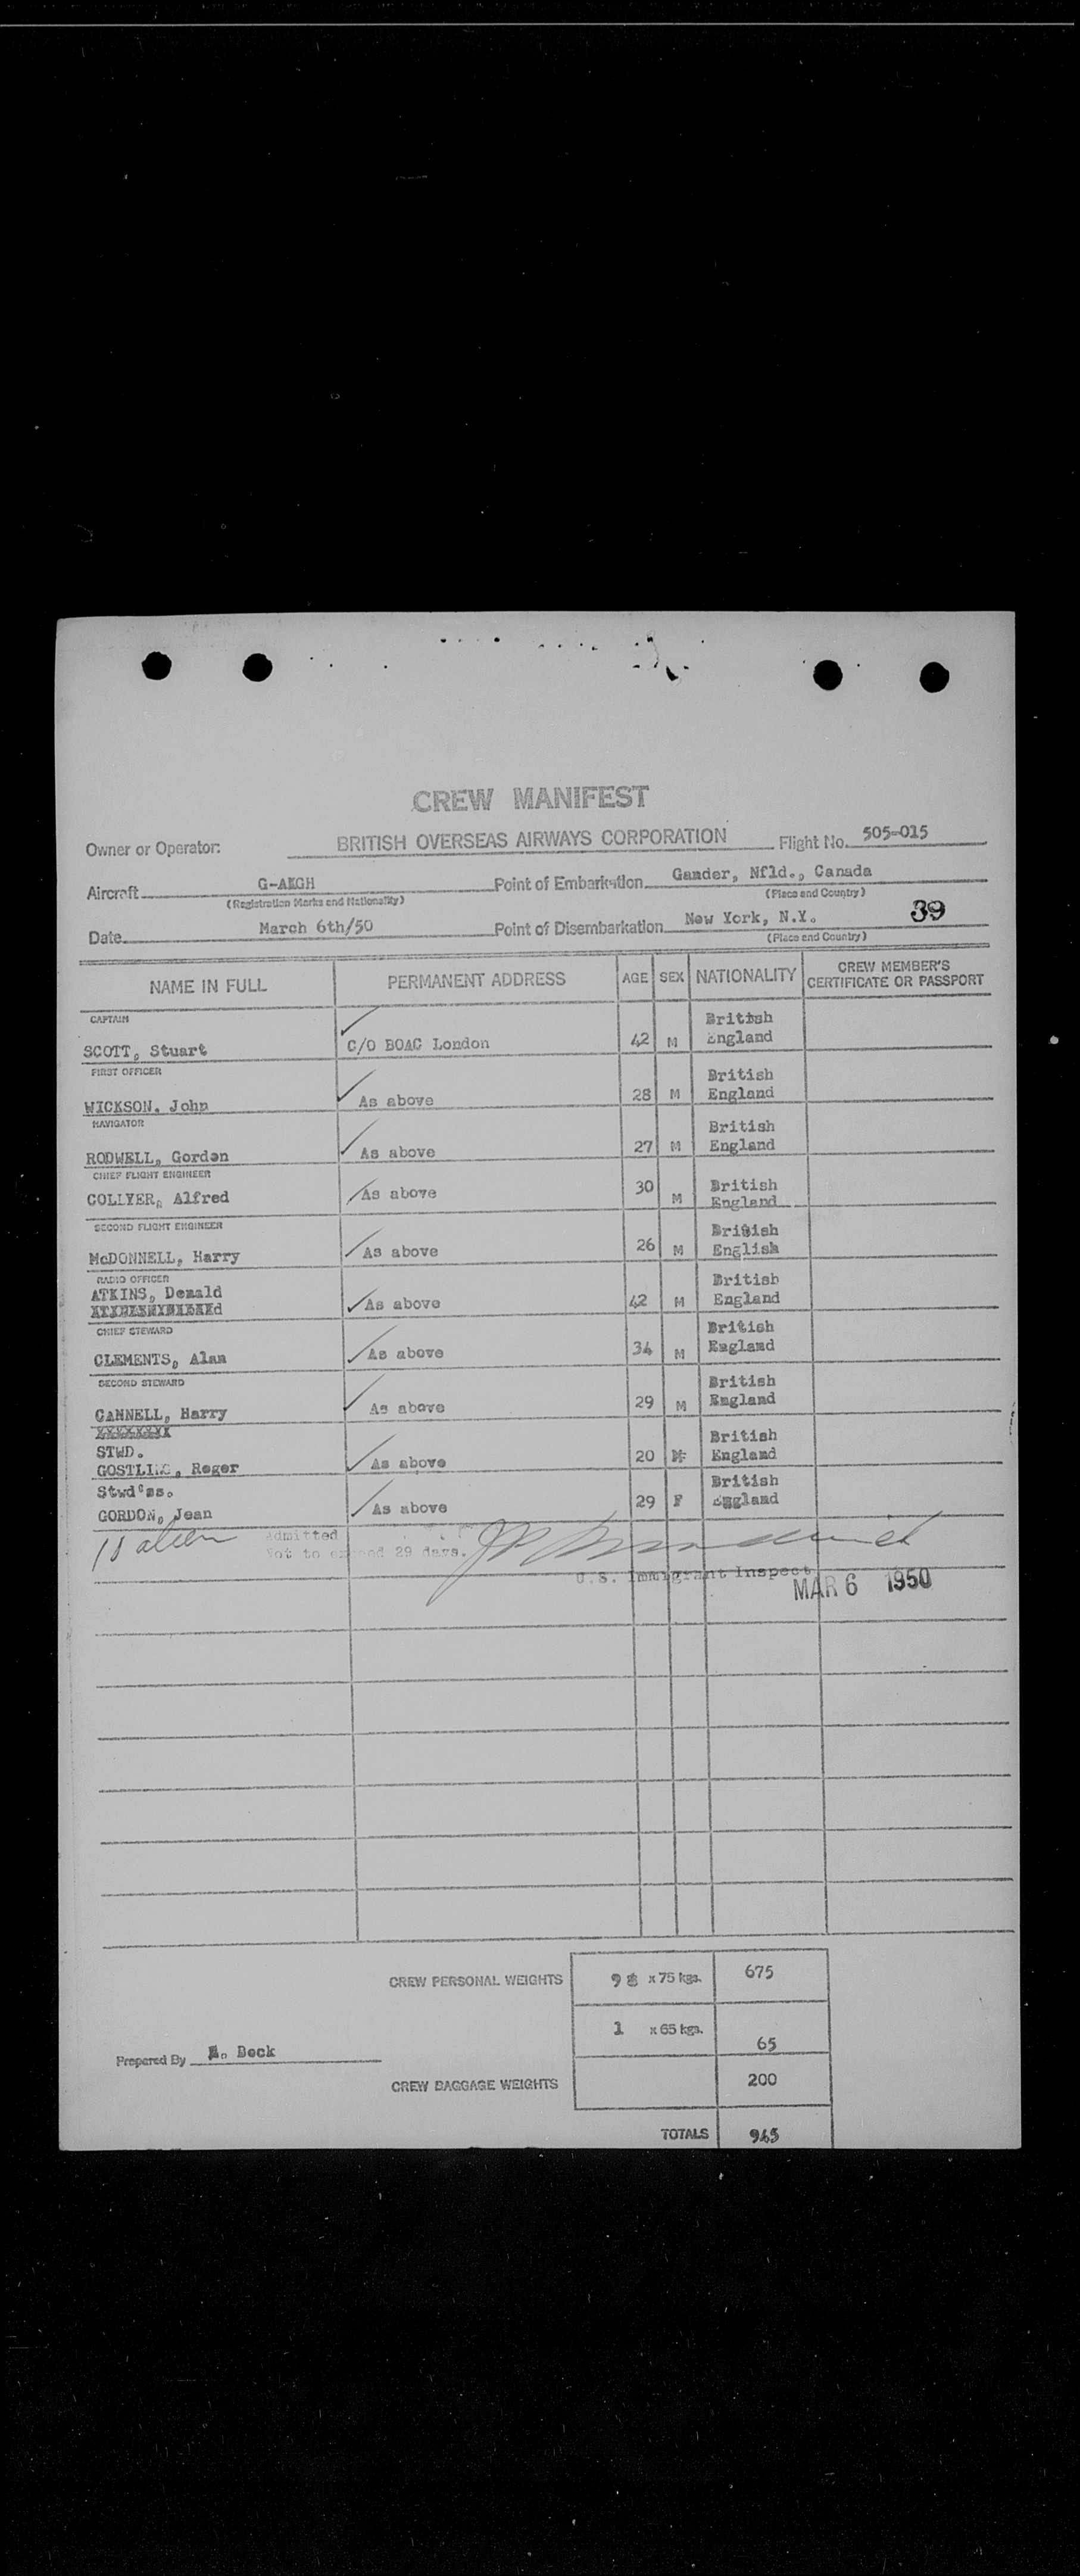 CREW MANIFEST
Owner or Operator: BRITISH OVERSEAS AIRWAYS CORPORATION Flight No. 505-015
Aircraft G-AKGH Point of Embarkation Gander, Nfld., Canada
(Registration Marks and Nationality) (Place and Country)
Date March 6th/50 Point of Disembarkation New York, N.Y. 39
(Place and Country)
NAME IN FULL PERMANENT ADDRESS AGE SEX NATIONALITY CREW MEMBER'S CERTIFICATE OR PASSPORT
CAPTAIN British
SCOTT, Stuart C/O BOAC London 42 M England
FIRST OFFICER British
WICKSON. John As above 28 M England
NAVIGATOR British
RODWELL, Gordon As above 27 M England
CHIEF FLIGHT ENGINEER British
COLLYER, Alfred As above 30 M England
SECOND FLIGHT ENGINEER British
McDONNELL, Harry As above 26 M English
RADIO OFFICER British
ATKINS, Donald As above 42 M England
CHIEF STEWARD British
CLEMENTS, Alan As above 34 M England
SECOND STEWARD British
CANNELL, Harry As above 29 M England
STWD. British
GOSTLING, Roger As above 20 M England
Stwd'ss. British
GORDON, Jean As above 29 F England
alien Admitted
Not to exceed 29 days.
U.S. Immigrant Inspect
MAR 6 1950
CREW PERSONAL WEIGHTS 9 x 75 kgs. 675
1 x 65 kgs. 65
Prepared By Beck
CREW BAGGAGE WEIGHTS 200
TOTALS 945